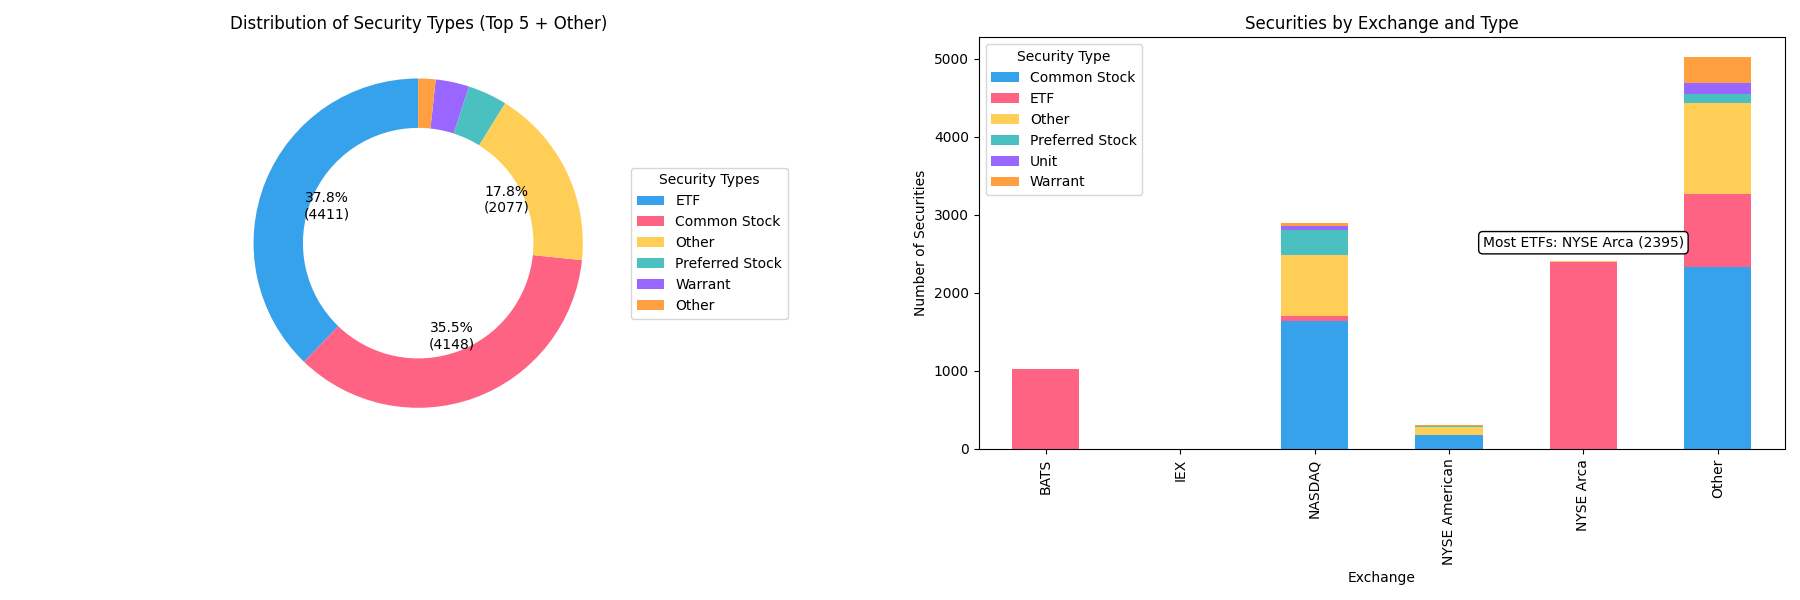 Distribution of Security Types (Top 5 + Other)
37.8%
(4411)
17.8%
(2077)
35.5%
(4148)
Security Types
ETF
Common Stock
Other
Preferred Stock
Warrant
Other
Securities by Exchange and Type
Security Type
Common Stock
ETF
Other
Preferred Stock
Unit
Warrant
Number of Securities
5000
4000
3000
2000
1000
0
Most ETFs: NYSE Arca (2395)
BATS
IEX
NASDAQ
NYSE American
NYSE Arca
Other
Exchange